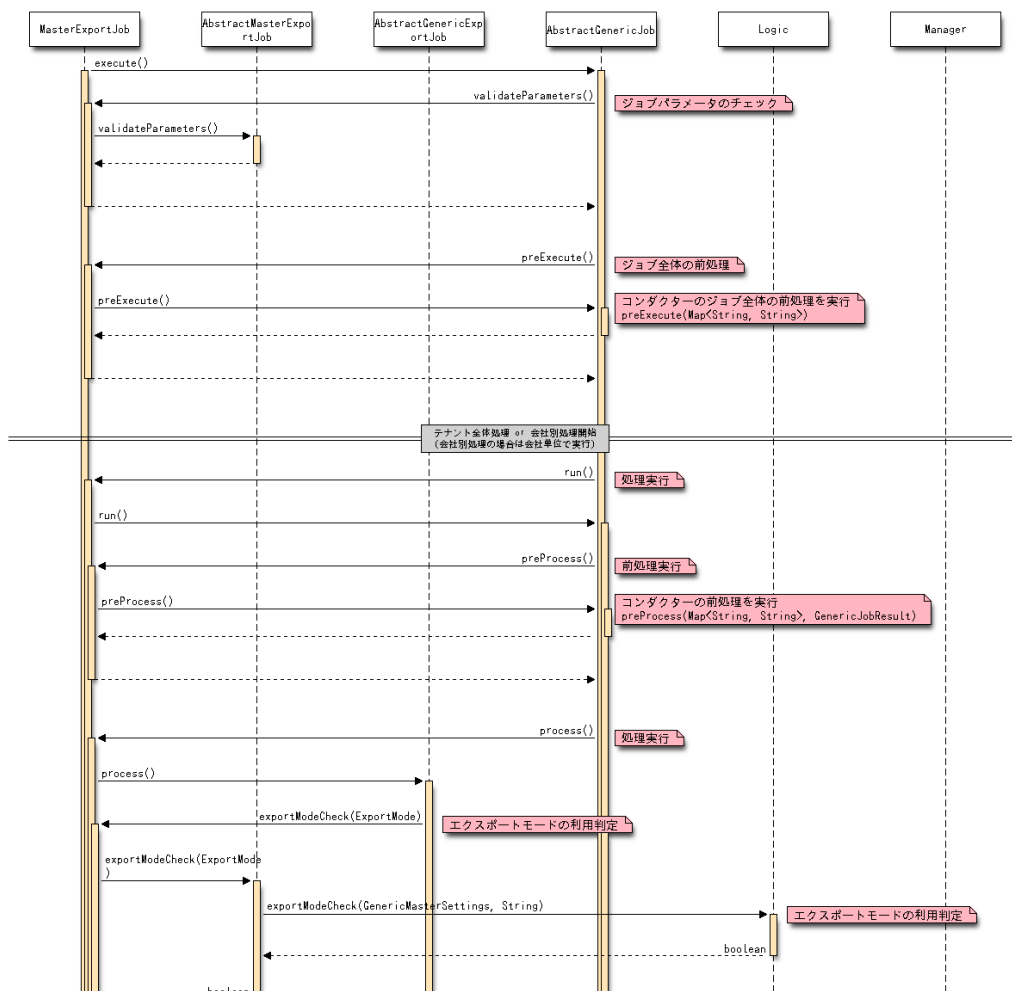 MasterExportJob
AbstractMasterExpo
rtJob
AbstractGenericExp
ortJob
AbstractGenericJob
Logic
Manager
execute()
validateParameters()
ジョブパラメータのチェック
validateParameters()
preExecute()
ジョブ全体の前処理
preExecute()
コンダクターのジョブ全体の前処理を実行
preExecute(Map<String, String>)
テナント全体処理 or 会社別処理開始
(会社別処理の場合は会社単位で実行)
run()
処理実行
run()
preProcess()
前処理実行
preProcess()
コンダクターの前処理を実行
preProcess(Map<String, String>, GenericJobResult)
process()
処理実行
process()
exportModeCheck(ExportMode)
エクスポートモードの利用判定
exportModeCheck(ExportMode
)
exportModeCheck(GenericMasterSettings, String)
エクスポートモードの利用判定
boolean
boolean